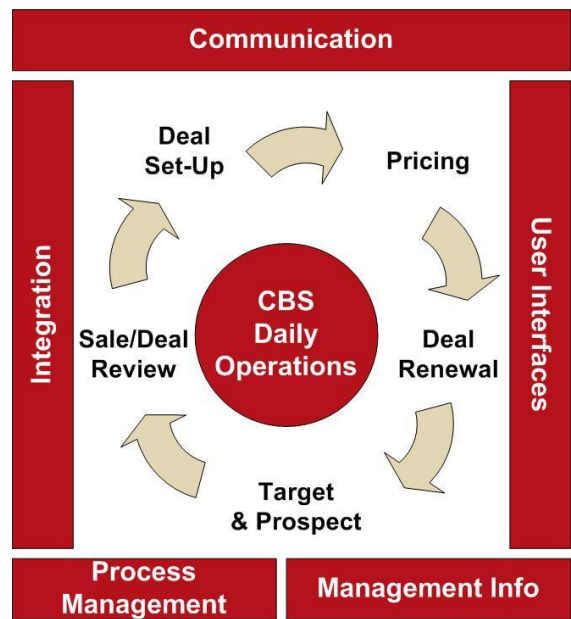 Communication
Integration
Deal
Set-Up
Pricing
User Interfaces
CBS
Daily
Operations
Sale/Deal
Review
Deal
Renewal
Target
& Prospect
Process
Management
Management Info